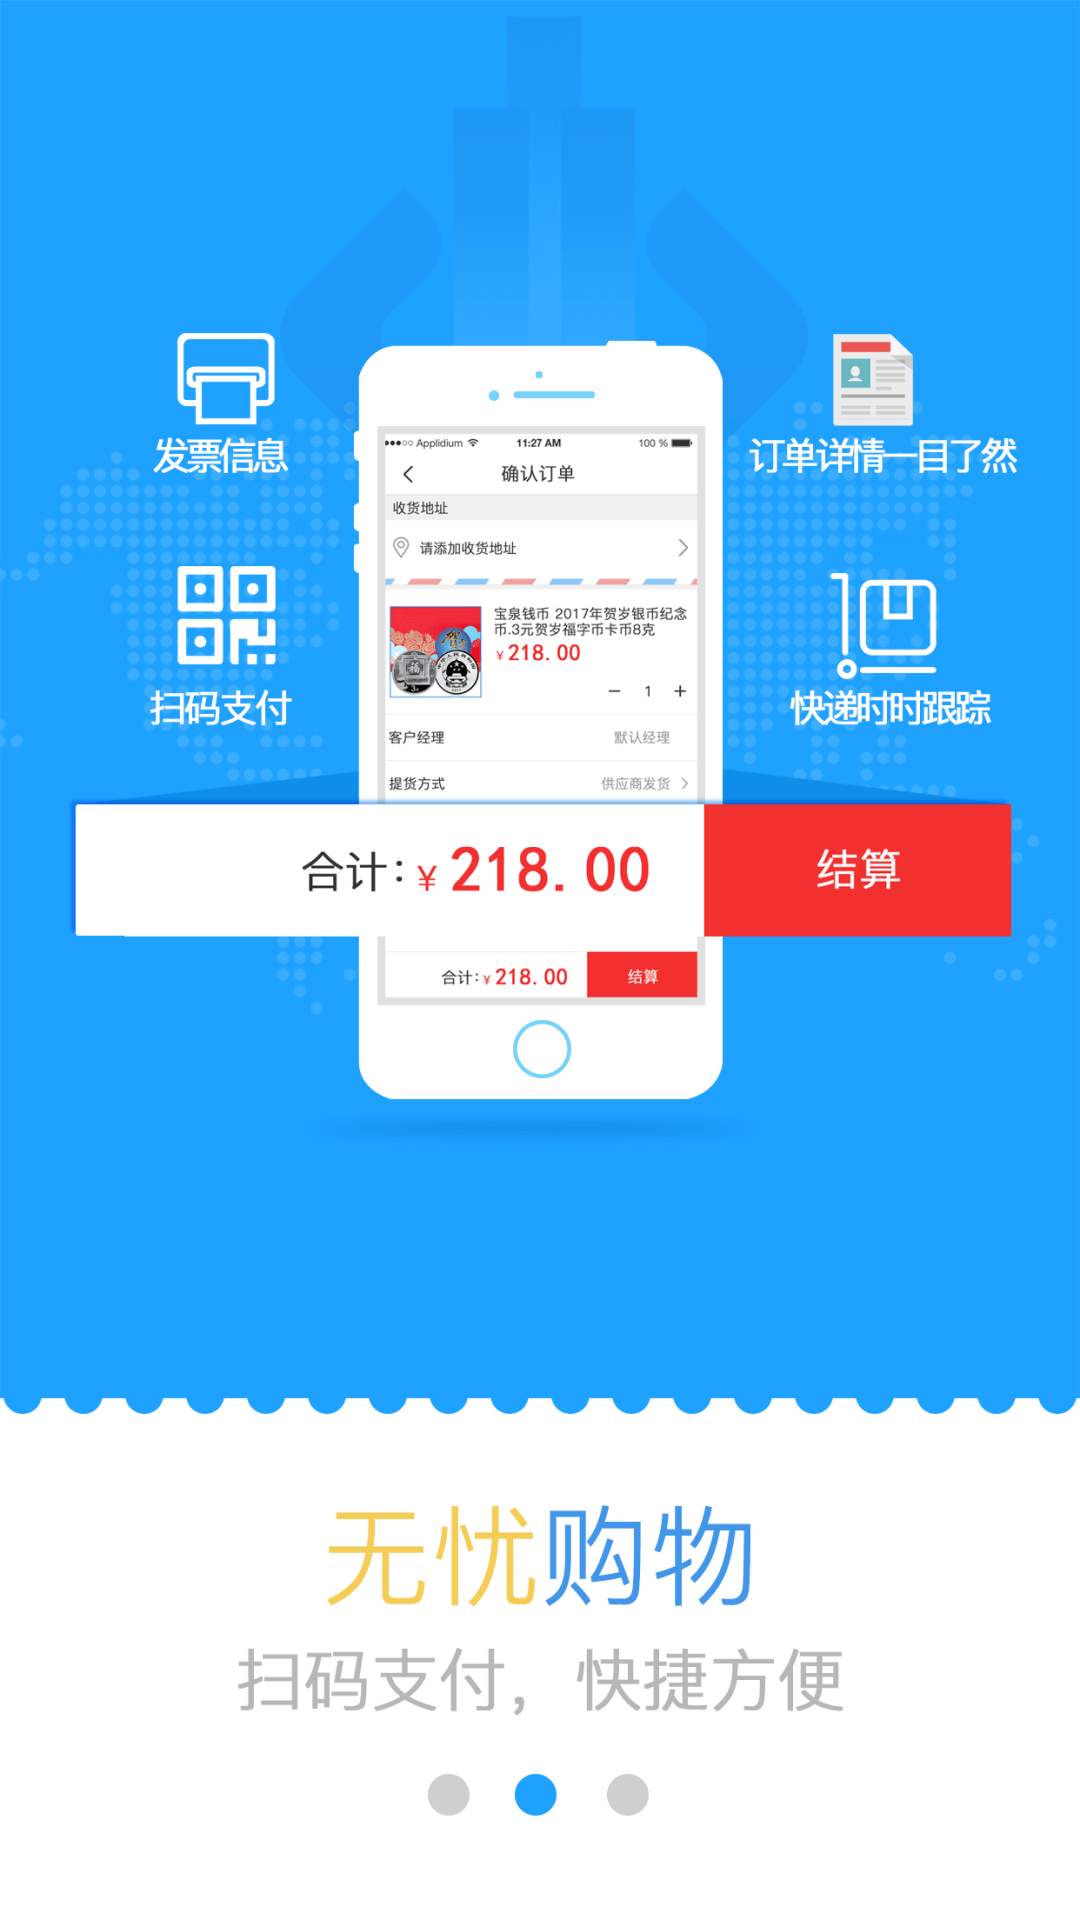 发票信息
订单详情一目了然
扫码支付
快递时时跟踪
Applidium 11:27 AM 100 %
确认订单
收货地址
请添加收货地址
宝泉钱币 2017年贺岁银币纪念
币.3元贺岁福字币卡币8克
¥218.00
1
客户经理 默认经理
提货方式 供应商发货
合计：¥218.00 结算
合计：¥218.00 结算
无忧购物
扫码支付，快捷方便